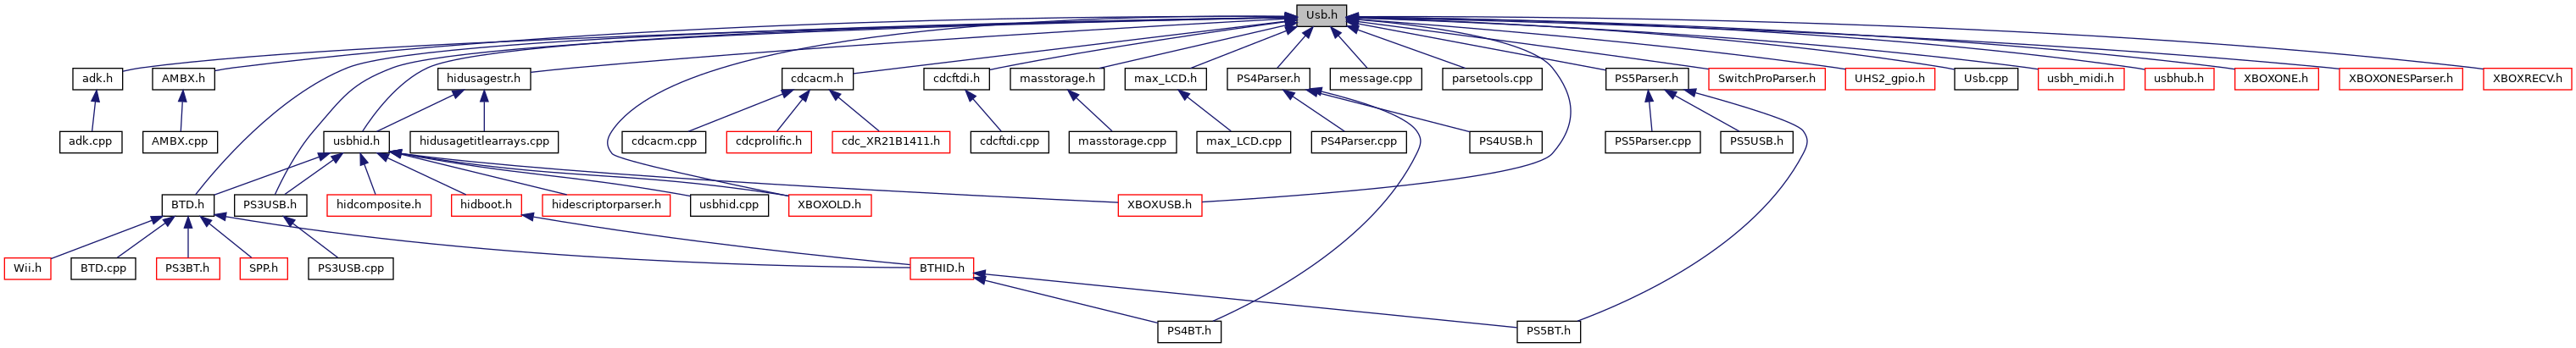 Usb.h
adk.h
AMBX.h
hidusagestr.h
cdcacm.h
cdcftdi.h
masstorage.h
max_LCD.h
PS4Parser.h
message.cpp
parsetools.cpp
PS5Parser.h
SwitchProParser.h
UHS2_gpio.h
Usb.cpp
usbh_midi.h
usbhub.h
XBOXONE.h
XBOXONESParser.h
XBOXRECV.h
adk.cpp
AMBX.cpp
usbhid.h
hidusagetitlearrays.cpp
cdcacm.cpp
cdcprolific.h
cdc_XR21B1411.h
cdcftdi.cpp
masstorage.cpp
max_LCD.cpp
PS4Parser.cpp
PS4USB.h
PS5Parser.cpp
PS5USB.h
BTD.h
PS3USB.h
hidcomposite.h
hidboot.h
hidescriptorparser.h
usbhid.cpp
XBOXOLD.h
XBOXUSB.h
Wii.h
BTD.cpp
PS3BT.h
SPP.h
PS3USB.cpp
BTHID.h
PS4BT.h
PS5BT.h